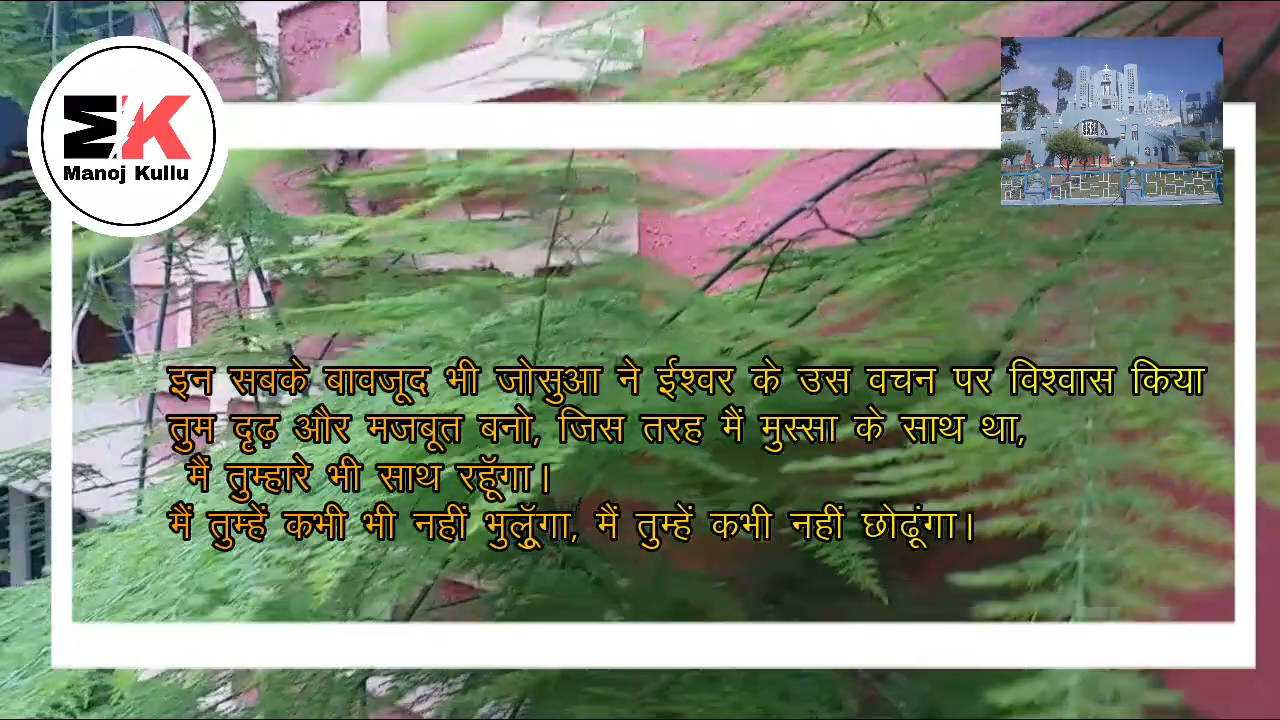 MK
Manoj Kullu
इन सबके बावजूद भी जोसुआ ने ईश्वर के उस वचन पर विश्वास किया
तुम दृढ़ और मजबूत बनो, जिस तरह मैं मुस्सा के साथ था,
मैं तुम्हारे भी साथ रहूॅगा।
मैं तुम्हें कभी भी नहीं भुलूॅगा, मैं तुम्हें कभी नहीं छोढूंगा।